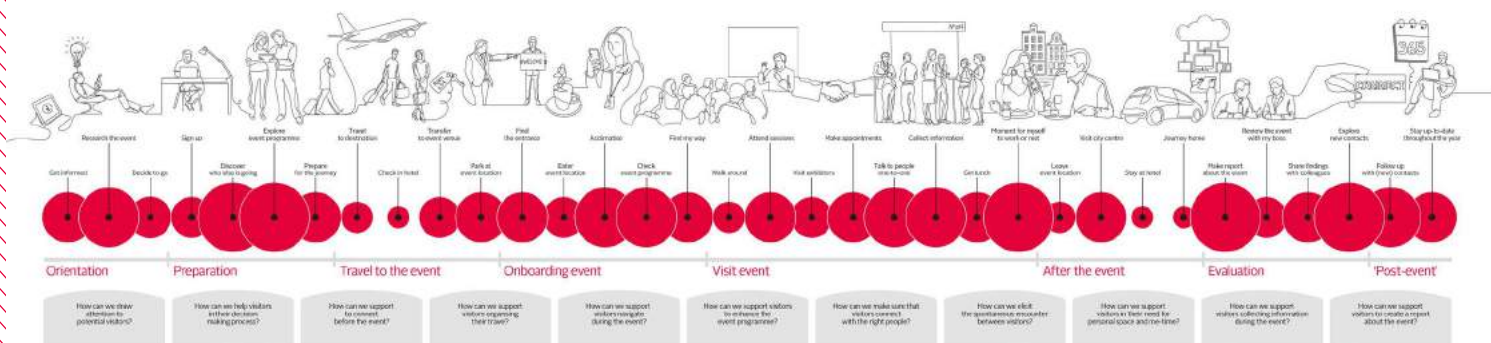 WELCOME
Mall
365
CONNECT
Research the event
Sign up
Explore
event programme
Travel
to destination
Transfer
to event venue
Find
the entrance
Acclimatise
Find my way
Attend sessions
Make appointments
Collect information
Moment for myself
to work or rest
Visit city centre
Journey home
Review the event
with my boss
Explore
new contacts
Stay up-to-date
throughout the year
Get informed
Decide to go
Discover
who else is going
Prepare
for the journey
Check in hotel
Park at
event location
Enter
event location
Check
event programme
Walk around
Visit exhibitors
Talk to people
one-to-one
Get lunch
Leave
event location
Stay at hotel
Make report
about the event
Share findings
with colleagues
Follow up
with (new) contacts
Orientation
Preparation
Travel to the event
Onboarding event
Visit event
After the event
Evaluation
'Post-event'
How can we draw
attention to
potential visitors?
How can we help visitors
in their decision
making process?
How can we support
to connect
before the event?
How can we support
visitors organising
their travel?
How can we support
visitors navigate
during the event?
How can we support visitors
to enhance the
event programme?
How can we make sure that
visitors connect
with the right people?
How can we elicit
the spontaneous encounter
between visitors?
How can we support
visitors in their need for
personal space and me-time?
How can we support
visitors collecting information
during the event?
How can we support
visitors to create a report
about the event?